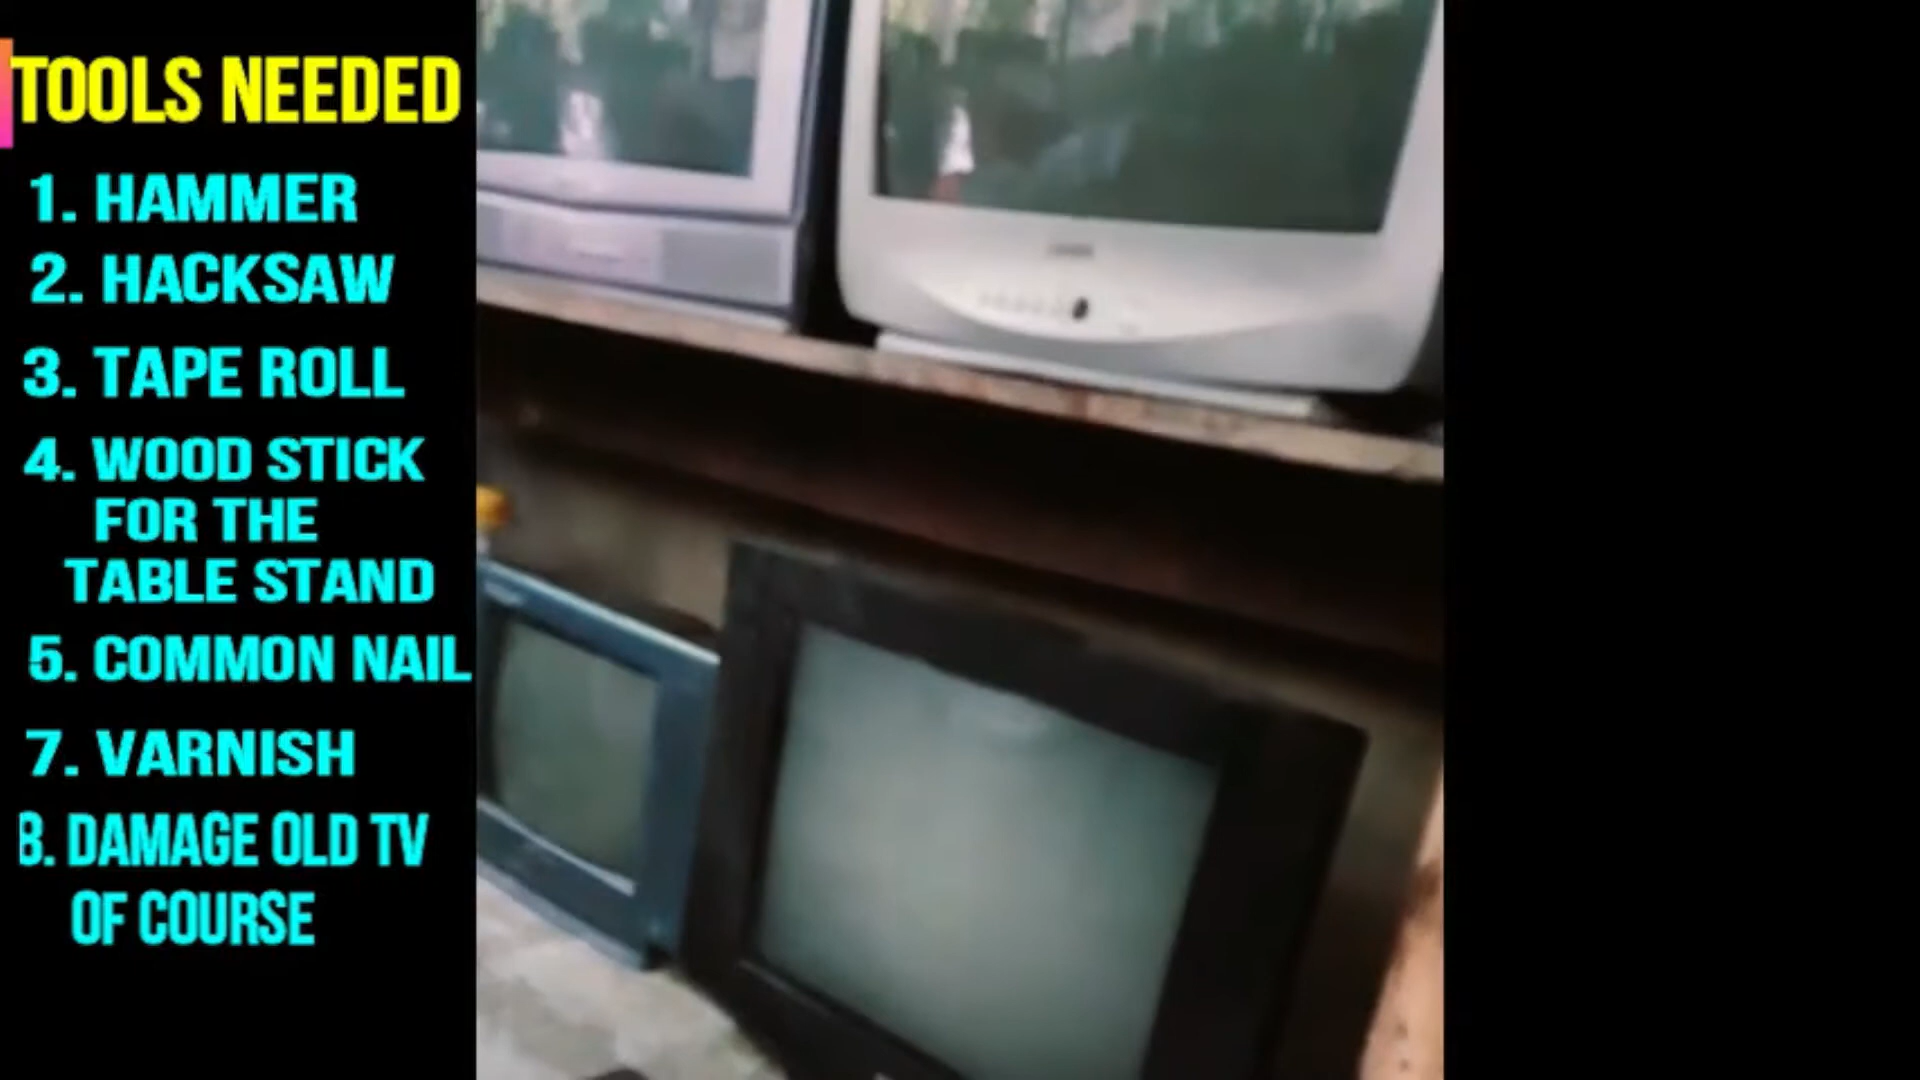 TOOLS NEEDED
1. HAMMER
2. HACKSAW
3. TAPE ROLL
4. WOOD STICK
FOR THE
TABLE STAND
5. COMMON NAIL
7. VARNISH
8. DAMAGE OLD TV
OF COURSE